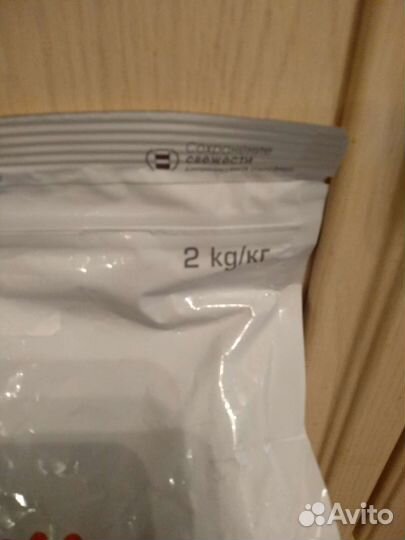 Сохранение
свежести
2 kg/кг
Avito